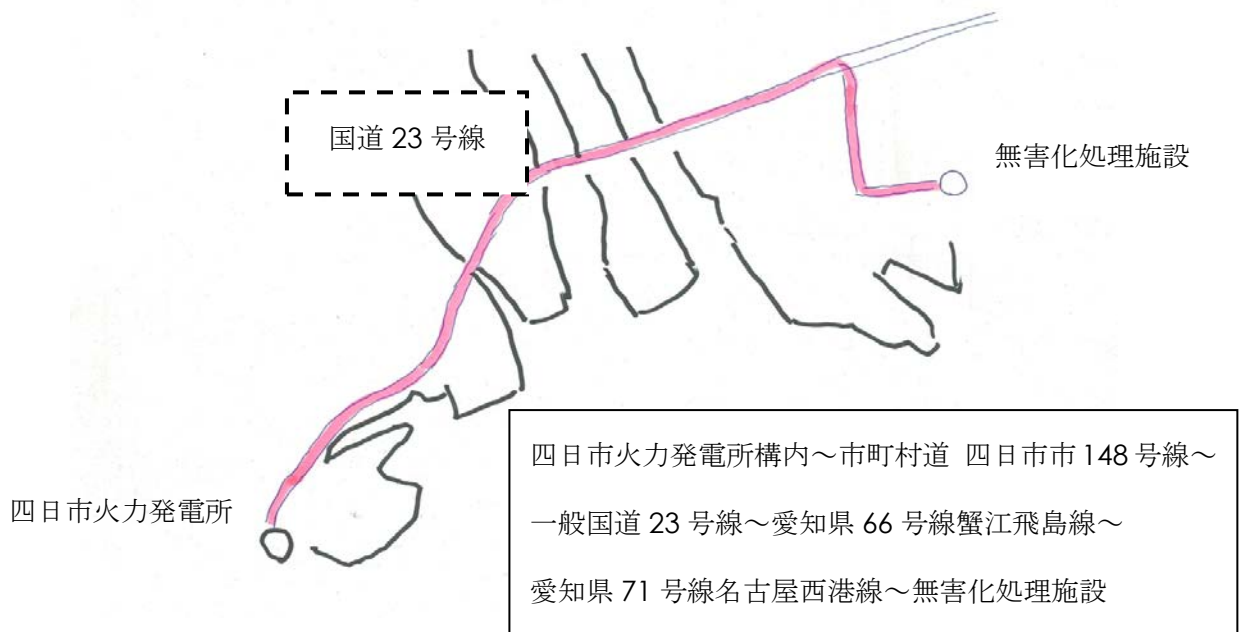 国道 23 号線
無害化処理施設
四日市火力発電所
四日市火力発電所構内～市町村道 四日市市 148 号線～
一般国道 23 号線～愛知県 66 号線蟹江飛島線～
愛知県 71 号線名古屋西港線～無害化処理施設